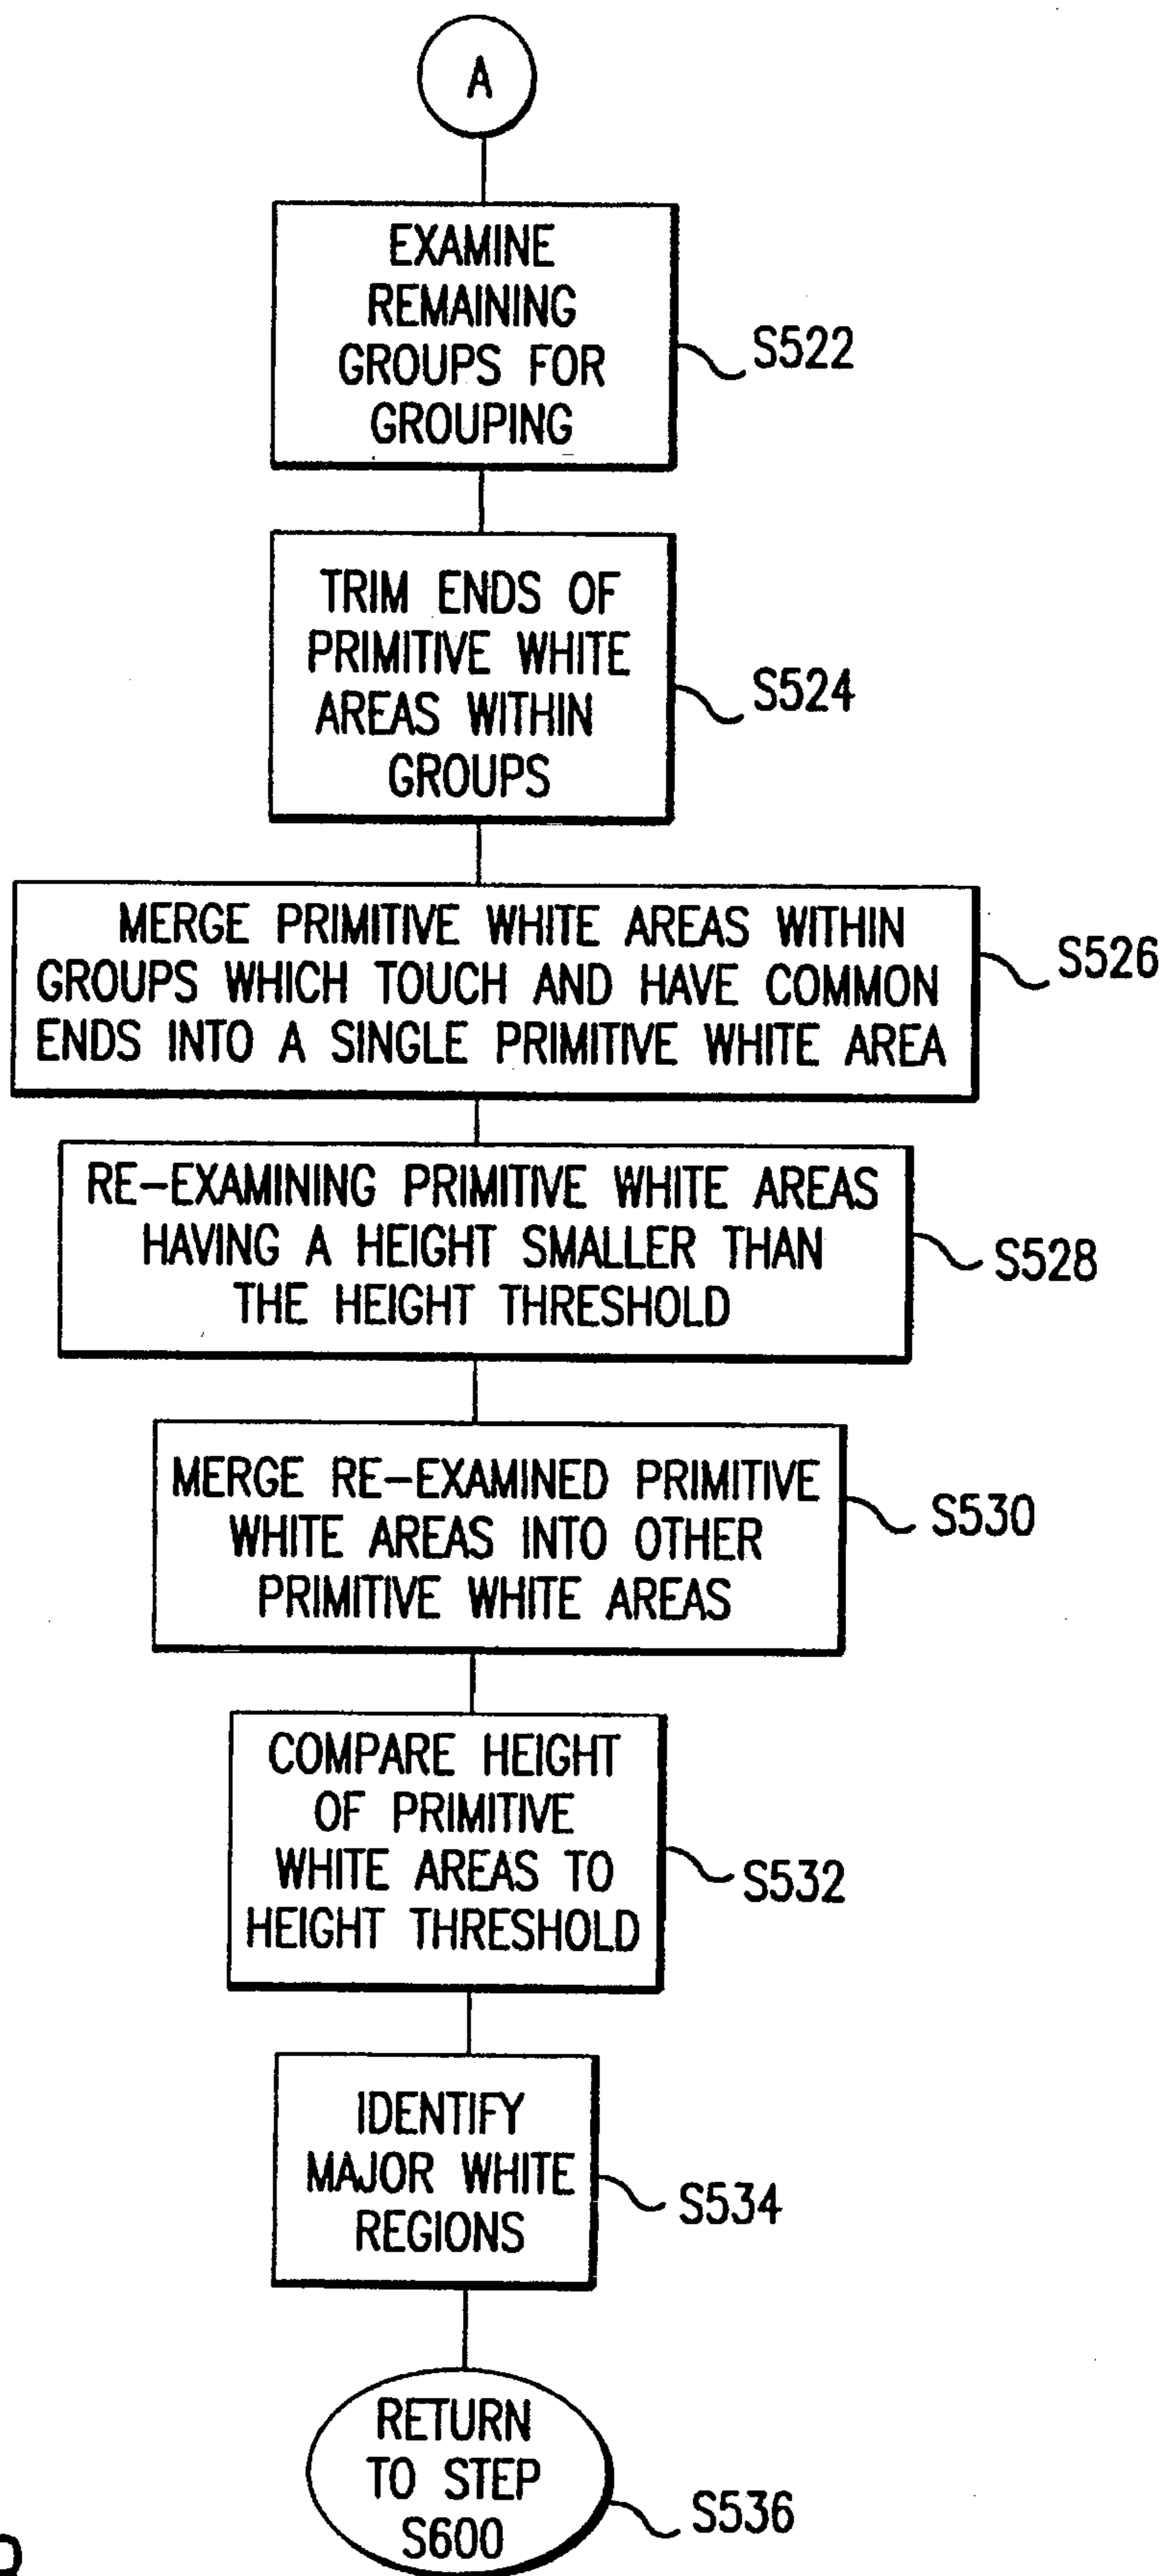 A
EXAMINE
REMAINING
GROUPS FOR
GROUPING
S522
TRIM ENDS OF
PRIMITIVE WHITE
AREAS WITHIN
GROUPS
S524
MERGE PRIMITIVE WHITE AREAS WITHIN
GROUPS WHICH TOUCH AND HAVE COMMON
ENDS INTO A SINGLE PRIMITIVE WHITE AREA
S526
RE-EXAMINING PRIMITIVE WHITE AREAS
HAVING A HEIGHT SMALLER THAN
THE HEIGHT THRESHOLD
S528
MERGE RE-EXAMINED PRIMITIVE
WHITE AREAS INTO OTHER
PRIMITIVE WHITE AREAS
S530
COMPARE HEIGHT
OF PRIMITIVE
WHITE AREAS TO
HEIGHT THRESHOLD
S532
IDENTIFY
MAJOR WHITE
REGIONS
S534
RETURN
TO STEP
S600
S536